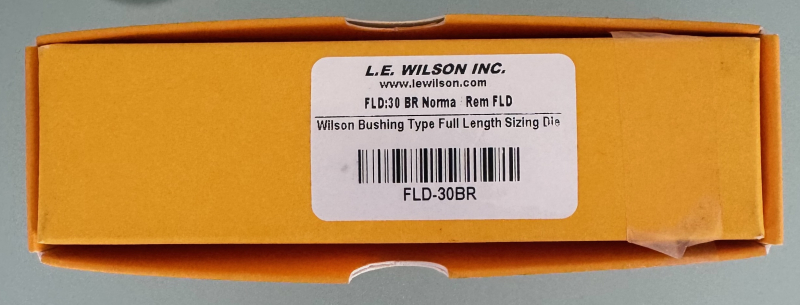 L.E. WILSON INC.
www.lewilson.com
FLD:30 BR Norma Rem FLD
Wilson Bushing Type Full Length Sizing Die
FLD-30BR